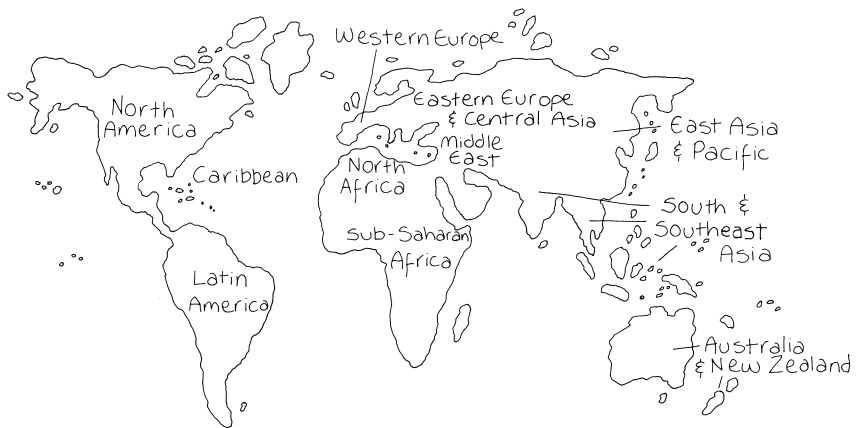 Western Europe
North
America
Eastern Europe
& Central Asia
East Asia
& Pacific
Middle
East
North
Africa
Caribbean
South &
Southeast
Asia
Sub-Saharan
Africa
Latin
America
Australia
& New Zealand